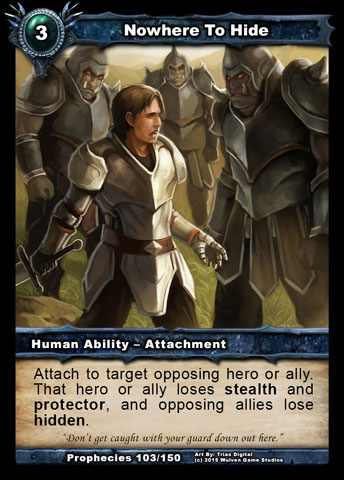 3
Nowhere To Hide
Human Ability – Attachment
Attach to target opposing hero or ally.
That hero or ally loses stealth and
protector, and opposing allies lose
hidden.
"Don't get caught with your guard down out here."
Prophecies 103/150
Art By: Trias Digital
(c) 2015 Wulven Game Studios